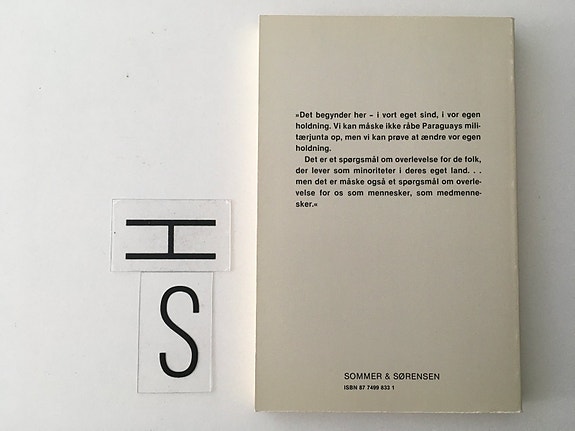 »Det begynder her – i vort eget sind, i vor egen
holdning. Vi kan måske ikke råbe Paraguays mili-
tærjunta op, men vi kan prøve at ændre vor egen
holdning.
Det er et spørgsmål om overlevelse for de folk,
der lever som minoriteter i deres eget land. . .
men det er måske også et spørgsmål om overle-
velse for os som mennesker, som medmenne-
sker.«
H
S
SOMMER & SØRENSEN
ISBN 87 7499 833 1